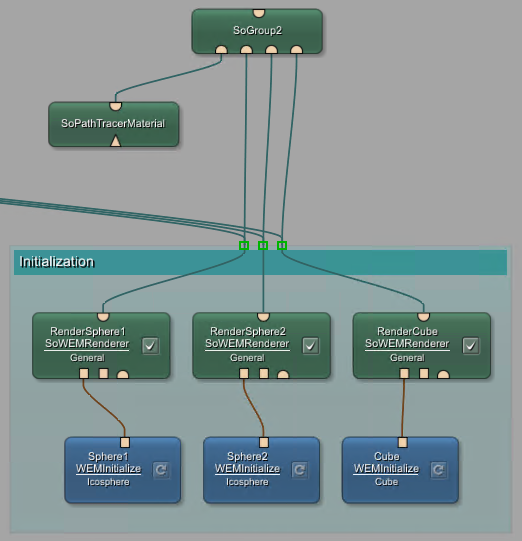 SoGroup2
SoPathTracerMaterial
Initialization
RenderSphere1
SoWEMRenderer
General
RenderSphere2
SoWEMRenderer
General
RenderCube
SoWEMRenderer
General
Sphere1
WEMInitialize
Icosphere
Sphere2
WEMInitialize
Icosphere
Cube
WEMInitialize
Cube